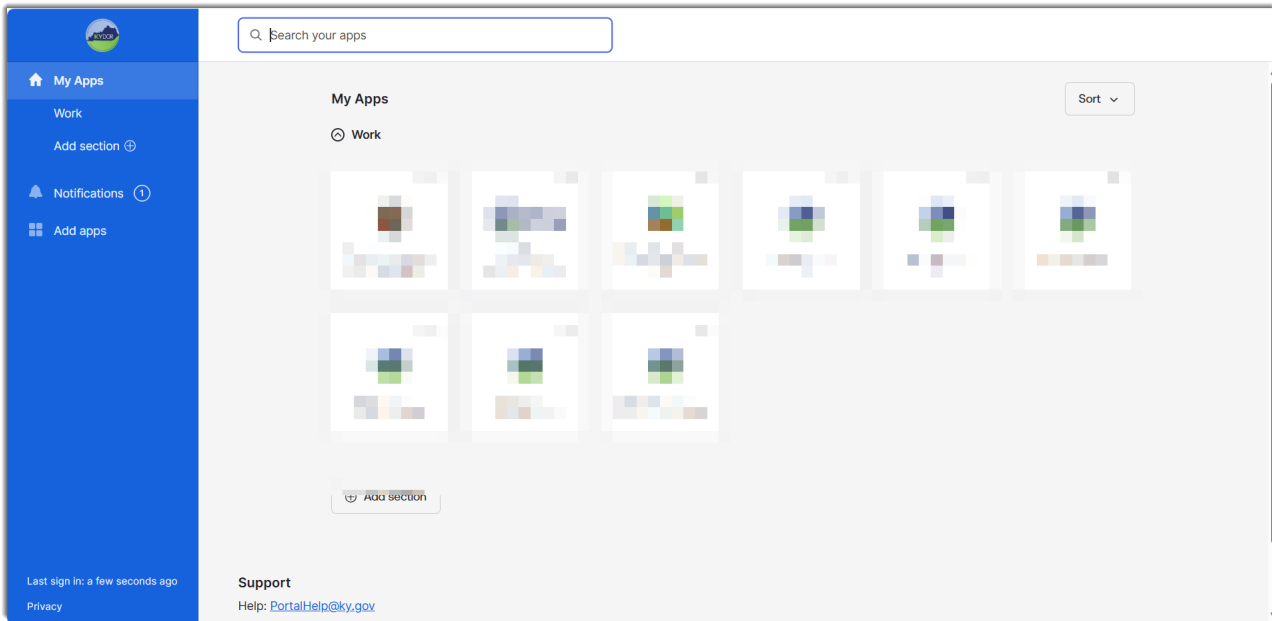 KYDOR
Search your apps
My Apps
Work
Add section
Notifications 1
Add apps
Last sign in: a few seconds ago
Privacy
My Apps
Sort
Work
Add section
Support
Help: PortalHelp@ky.gov